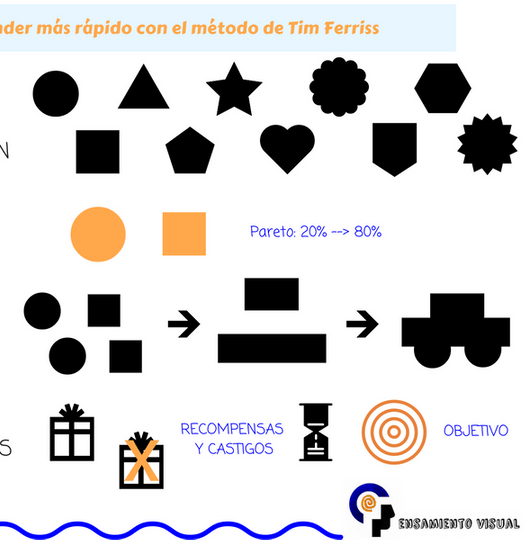 nder más rápido con el método de Tim Ferriss
N
Pareto: 20% --> 80%
S
RECOMPENSAS
Y CASTIGOS
OBJETIVO
ENSAMIENTO VISUAL